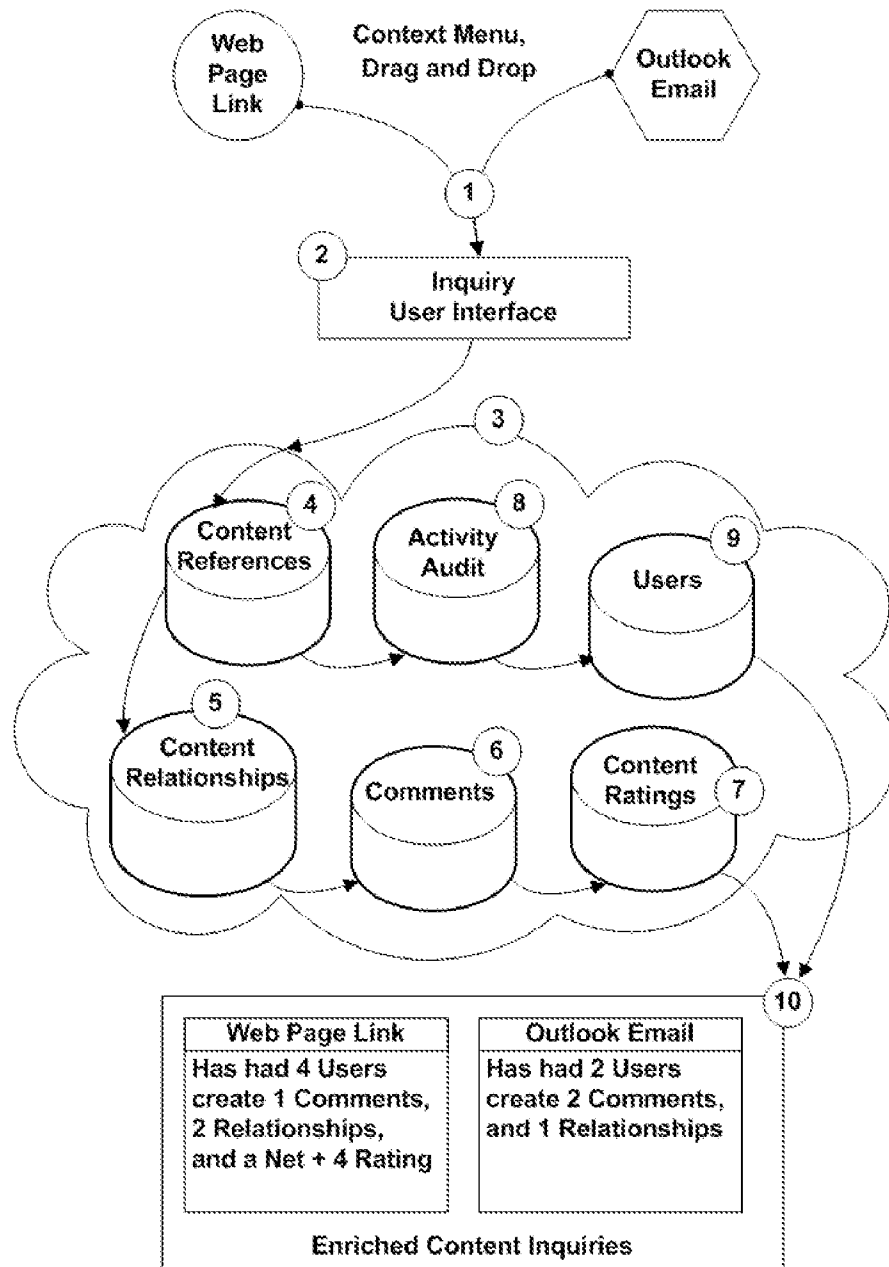 Web
Page
Link
Context Menu,
Drag and Drop
Outlook
Email
1
2
Inquiry
User Interface
3
4
Content
References
8
Activity
Audit
9
Users
5
Content
Relationships
6
Comments
Content
Ratings
7
10
Web Page Link
Has had 4 Users
create 1 Comments,
2 Relationships,
and a Net + 4 Rating
Outlook Email
Has had 2 Users
create 2 Comments,
and 1 Relationships
Enriched Content Inquiries